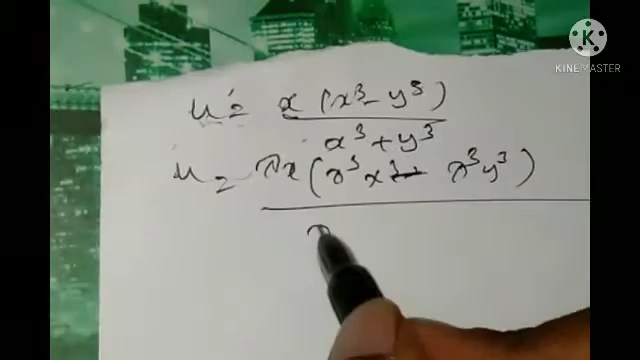 K
KINEMASTER
u = x (x³ - y³)
x³ + y³
u = λx (λ³x³ - λ³y³)
λ